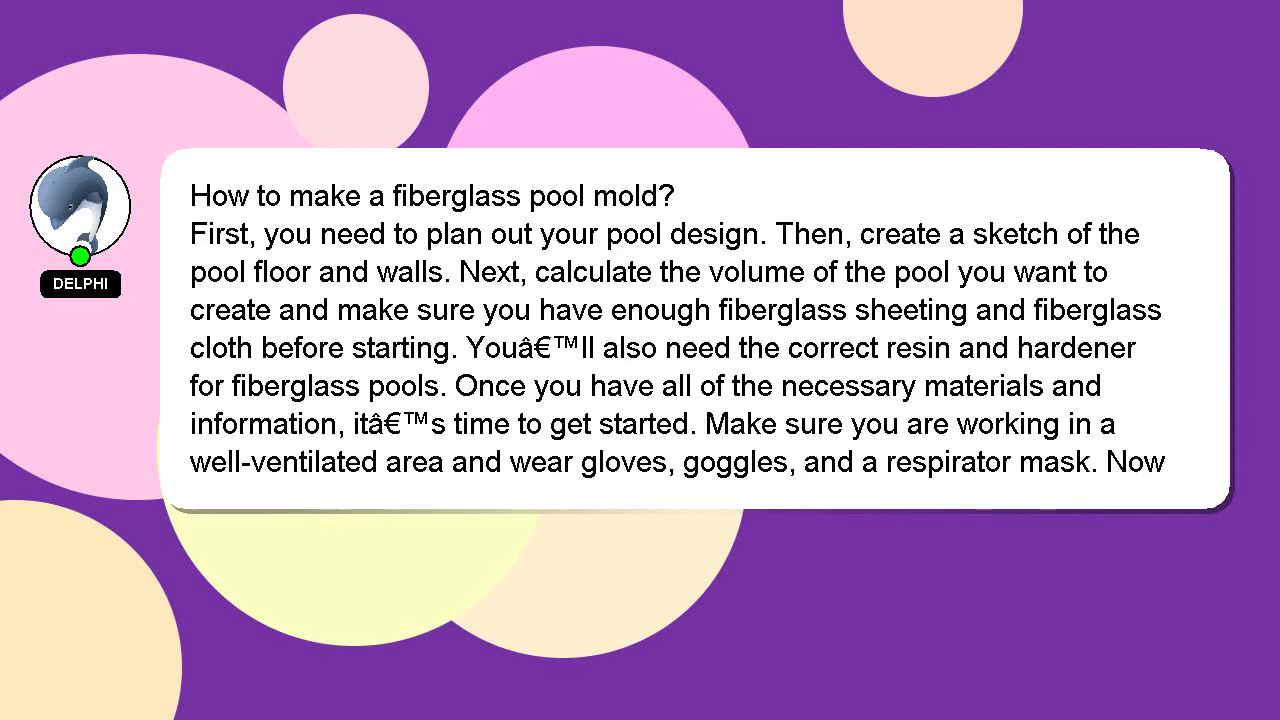 How to make a fiberglass pool mold?
First, you need to plan out your pool design. Then, create a sketch of the
pool floor and walls. Next, calculate the volume of the pool you want to
create and make sure you have enough fiberglass sheeting and fiberglass
cloth before starting. Youâ€™ll also need the correct resin and hardener
for fiberglass pools. Once you have all of the necessary materials and
information, itâ€™s time to get started. Make sure you are working in a
well-ventilated area and wear gloves, goggles, and a respirator mask. Now
DELPHI